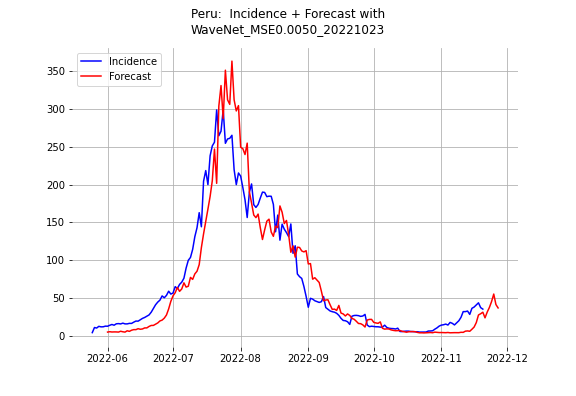 Peru:  Incidence + Forecast with
WaveNet_MSE0.0050_20221023
Incidence
Forecast
350
300
250
200
150
100
50
0
2022-06 2022-07 2022-08 2022-09 2022-10 2022-11 2022-12